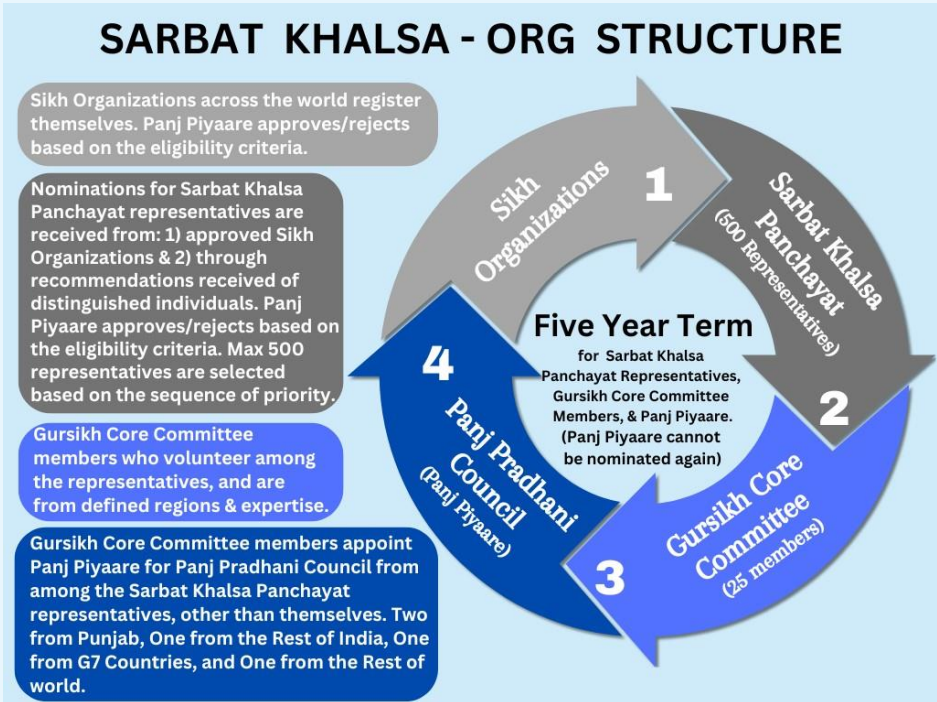 SARBAT KHALSA - ORG STRUCTURE
Sikh Organizations across the world register
themselves. Panj Piyaare approves/rejects
based on the eligibility criteria.
Nominations for Sarbat Khalsa
Panchayat representatives are
received from: 1) approved Sikh
Organizations & 2) through
recommendations received of
distinguished individuals. Panj
Piyaare approves/rejects based on
the eligibility criteria. Max 500
representatives are selected
based on the sequence of priority.
Gursikh Core Committee
members who volunteer among
the representatives, and are
from defined regions & expertise.
Gursikh Core Committee members appoint
Panj Piyaare for Panj Pradhani Council from
among the Sarbat Khalsa Panchayat
representatives, other than themselves. Two
from Punjab, One from the Rest of India, One
from G7 Countries, and One from the Rest of
world.
Sikh
Organizations
1
Sarbat Khalsa
Panchayat
(500 Representatives)
2
Gursikh Core
Committee
(25 members)
3
Panj Pradhani
Council
(Panj Piyaare)
4
Five Year Term
for Sarbat Khalsa
Panchayat Representatives,
Gursikh Core Committee
Members, & Panj Piyaare.
(Panj Piyaare cannot
be nominated again)